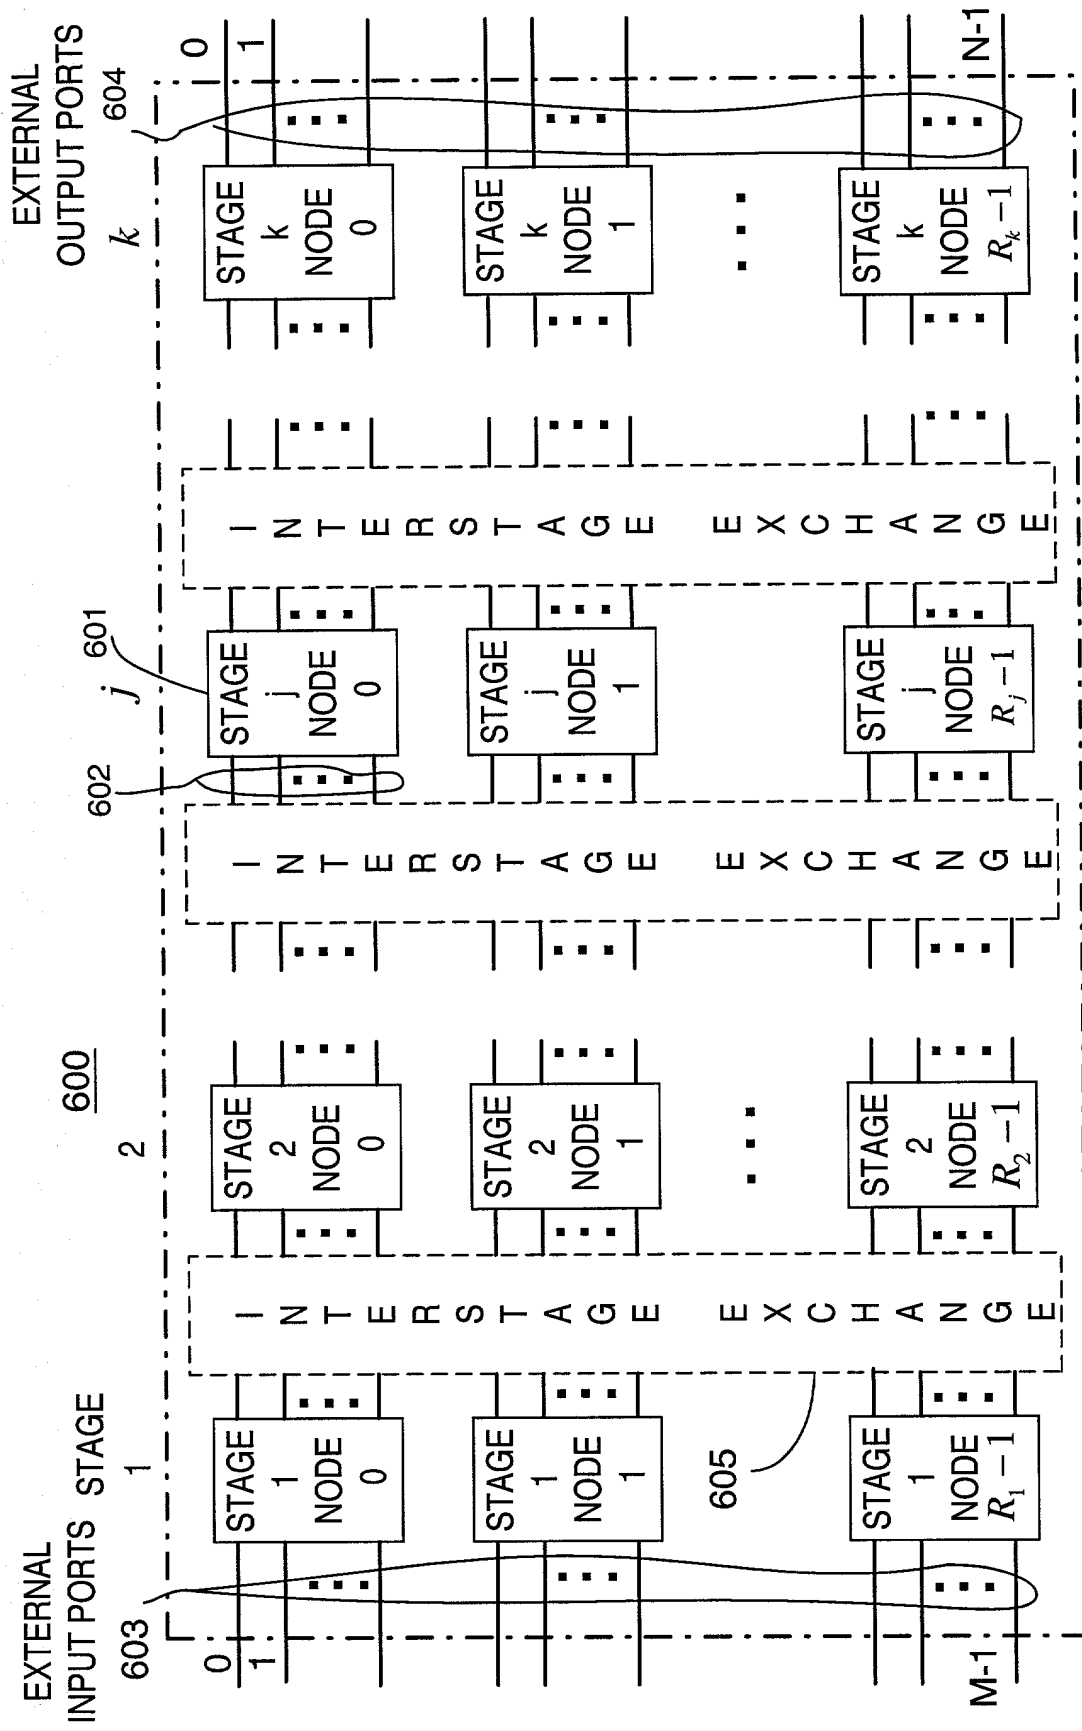 EXTERNAL
INPUT PORTS
STAGE
1
2
j
k
EXTERNAL
OUTPUT PORTS
600
603
604
601
602
605
0
1
M-1
0
1
N-1
STAGE
1
NODE
0
STAGE
1
NODE
1
STAGE
1
NODE
R₁−1
INTERSTAGE EXCHANGE
STAGE
2
NODE
0
STAGE
2
NODE
1
STAGE
2
NODE
R₂−1
INTERSTAGE EXCHANGE
STAGE
j
NODE
0
STAGE
j
NODE
1
STAGE
j
NODE
Rⱼ−1
INTERSTAGE EXCHANGE
STAGE
k
NODE
0
STAGE
k
NODE
1
STAGE
k
NODE
Rₖ−1